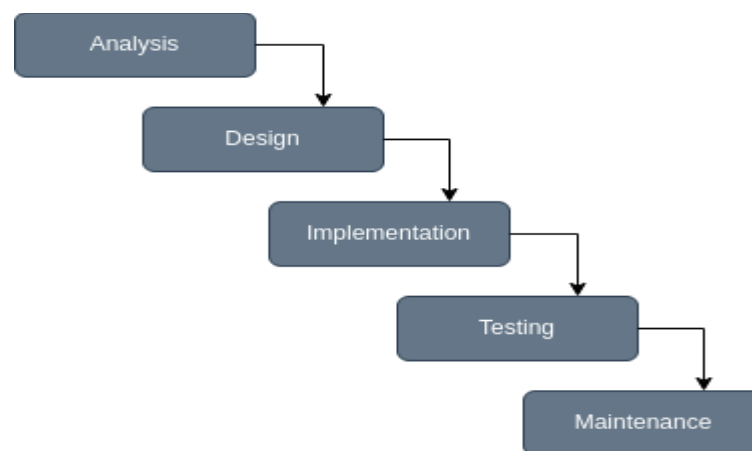 Analysis
Design
Implementation
Testing
Maintenance